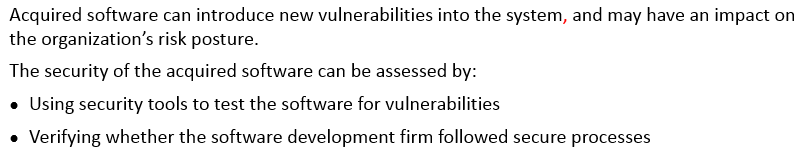 Acquired software can introduce new vulnerabilities into the system, and may have an impact on
the organization’s risk posture.
The security of the acquired software can be assessed by:
• Using security tools to test the software for vulnerabilities
• Verifying whether the software development firm followed secure processes